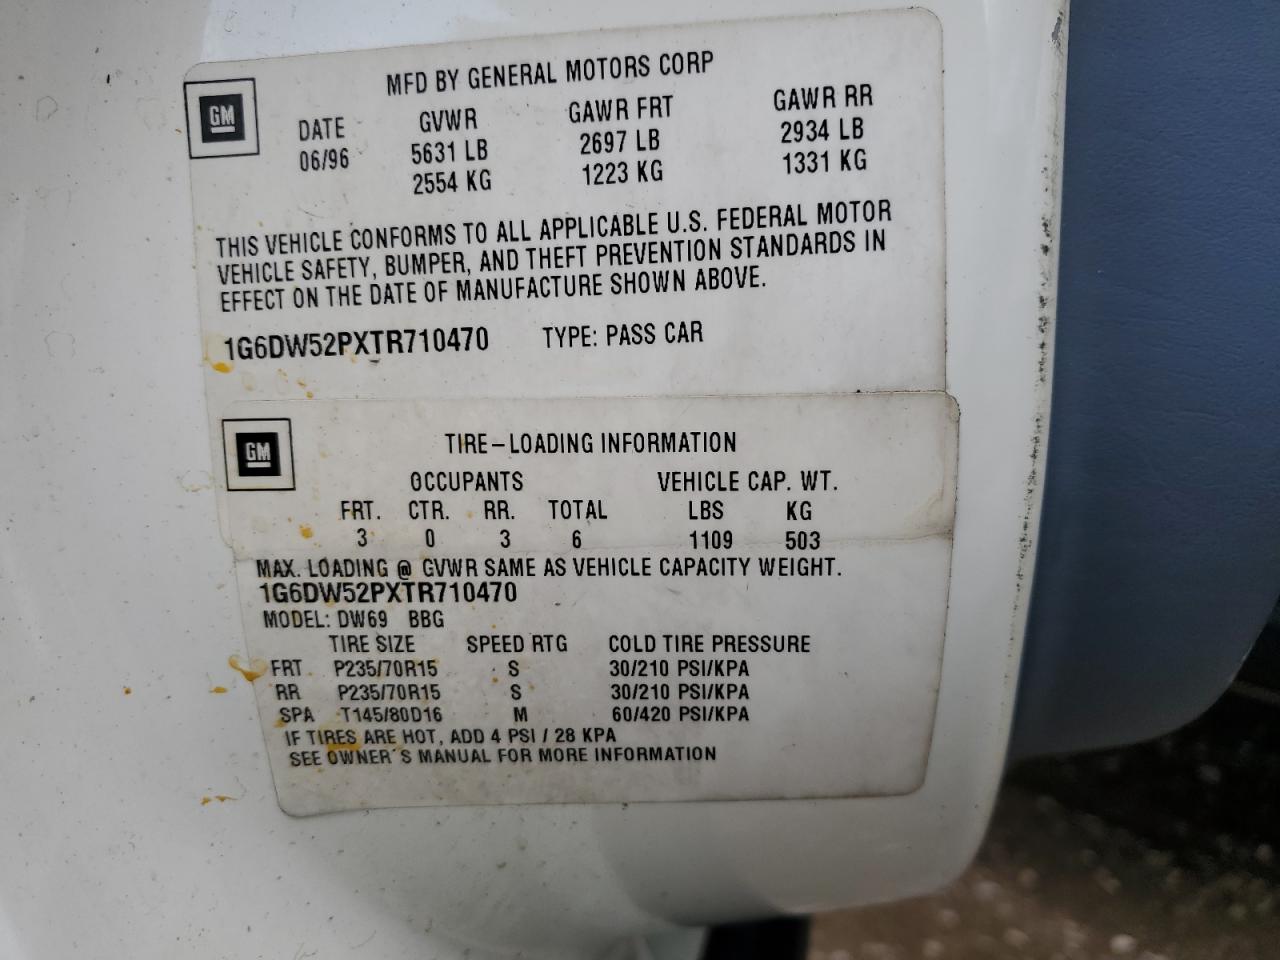 MFD BY GENERAL MOTORS CORP
GM
DATE GVWR GAWR FRT GAWR RR
06/96 5631 LB 2697 LB 2934 LB
2554 KG 1223 KG 1331 KG
THIS VEHICLE CONFORMS TO ALL APPLICABLE U.S. FEDERAL MOTOR
VEHICLE SAFETY, BUMPER, AND THEFT PREVENTION STANDARDS IN
EFFECT ON THE DATE OF MANUFACTURE SHOWN ABOVE.
1G6DW52PXTR710470 TYPE: PASS CAR
GM
TIRE-LOADING INFORMATION
OCCUPANTS VEHICLE CAP. WT.
FRT. CTR. RR. TOTAL LBS KG
3 0 3 6 1109 503
MAX. LOADING @ GVWR SAME AS VEHICLE CAPACITY WEIGHT.
1G6DW52PXTR710470
MODEL: DW69 BBG
TIRE SIZE SPEED RTG COLD TIRE PRESSURE
FRT P235/70R15 S 30/210 PSI/KPA
RR P235/70R15 S 30/210 PSI/KPA
SPA T145/80D16 M 60/420 PSI/KPA
IF TIRES ARE HOT, ADD 4 PSI / 28 KPA
SEE OWNER'S MANUAL FOR MORE INFORMATION